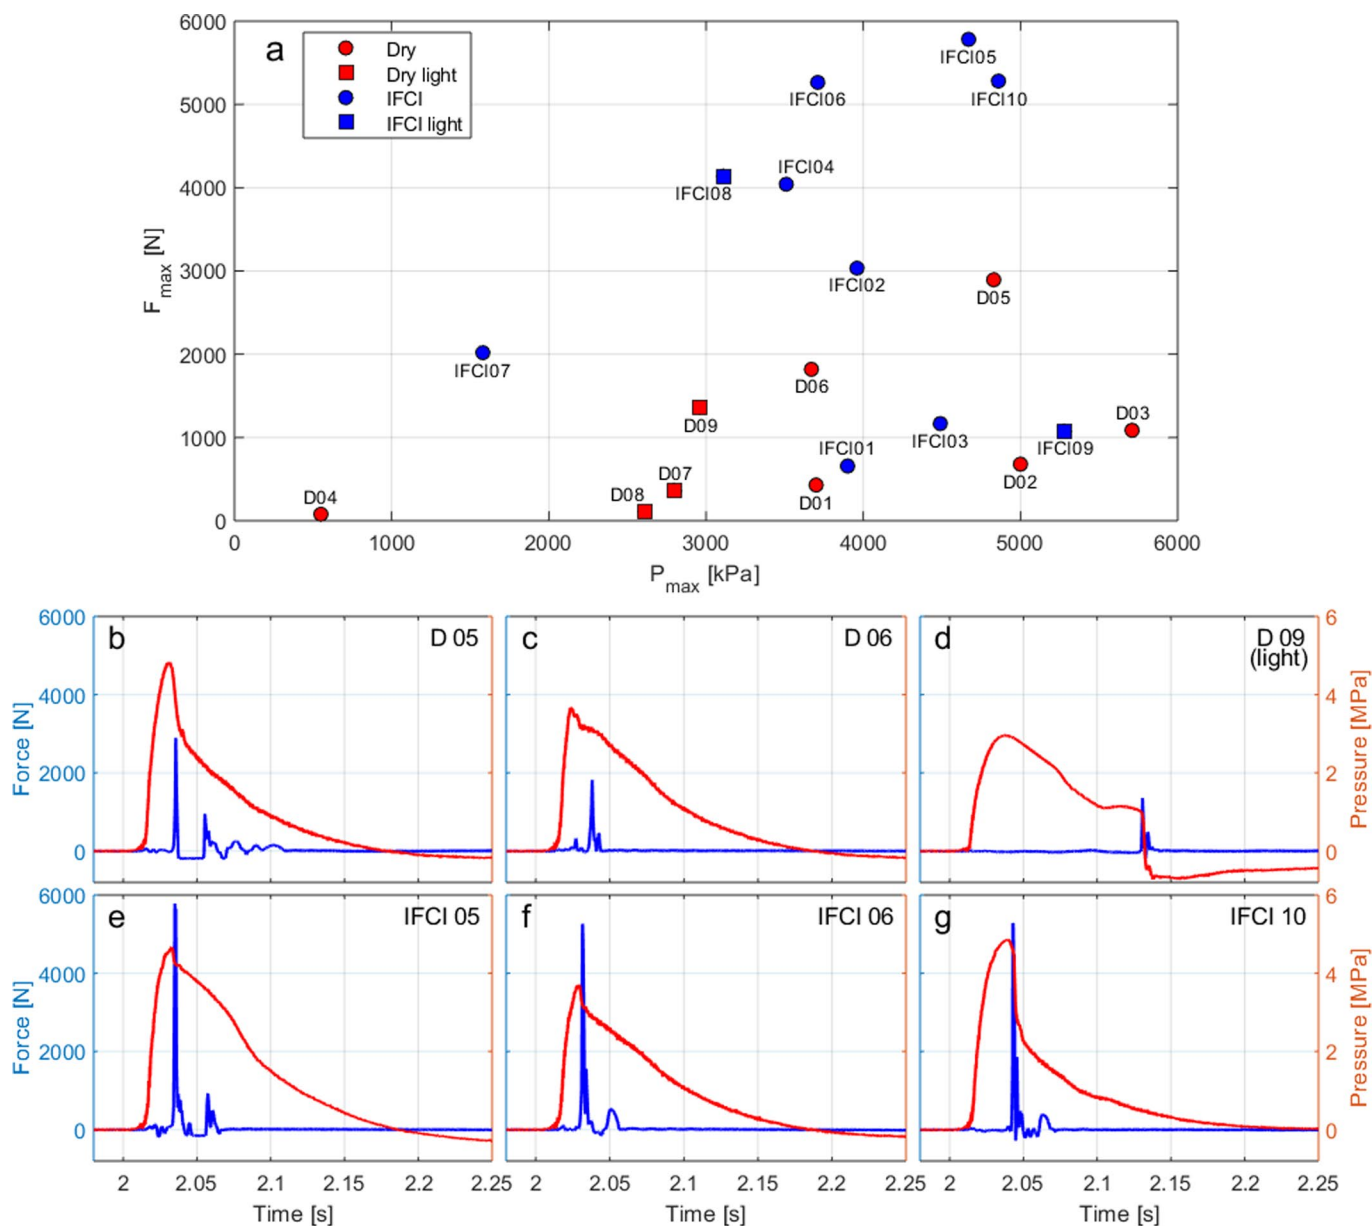 a
Dry
Dry light
IFCI
IFCI light
6000
5000
4000
3000
2000
1000
0
F max [N]
IFCI05
IFCI10
IFCI06
IFCI04
IFCI08
IFCI02
D05
IFCI07
D06
D09
D03
IFCI03
IFCI09
IFCI01
D07
D02
D08
D01
D04
0 1000 2000 3000 4000 5000 6000
P max [kPa]
b D 05
c D 06
d D 09
(light)
6000
4000
2000
0
Force [N]
6
4
2
0
Pressure [MPa]
e IFCI 05
f IFCI 06
g IFCI 10
6000
4000
2000
0
Force [N]
6
4
2
0
Pressure [MPa]
2 2.05 2.1 2.15 2.2 2.25
2 2.05 2.1 2.15 2.2 2.25
2 2.05 2.1 2.15 2.2 2.25
Time [s]
Time [s]
Time [s]